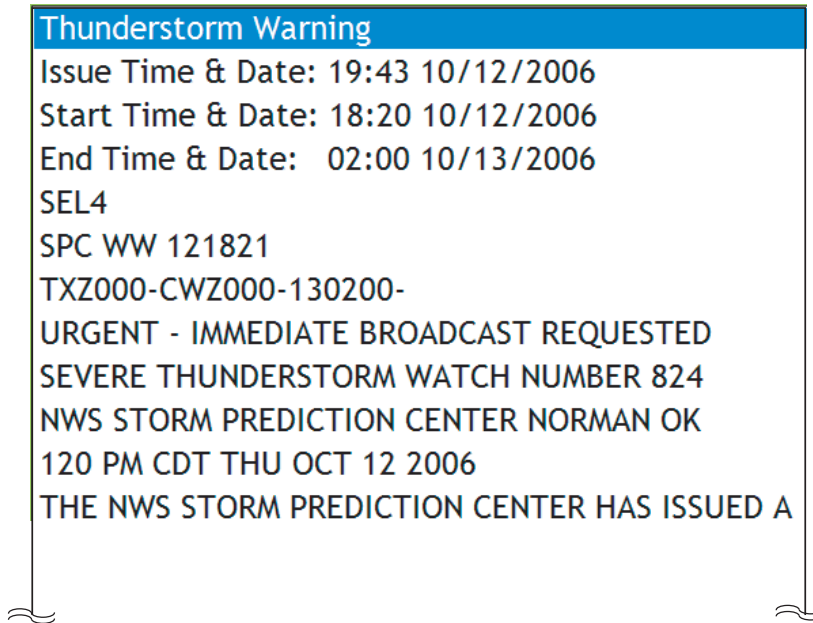 Thunderstorm Warning
Issue Time & Date: 19:43 10/12/2006
Start Time & Date: 18:20 10/12/2006
End Time & Date: 02:00 10/13/2006
SEL4
SPC WW 121821
TXZ000-CWZ000-130200-
URGENT - IMMEDIATE BROADCAST REQUESTED
SEVERE THUNDERSTORM WATCH NUMBER 824
NWS STORM PREDICTION CENTER NORMAN OK
120 PM CDT THU OCT 12 2006
THE NWS STORM PREDICTION CENTER HAS ISSUED A